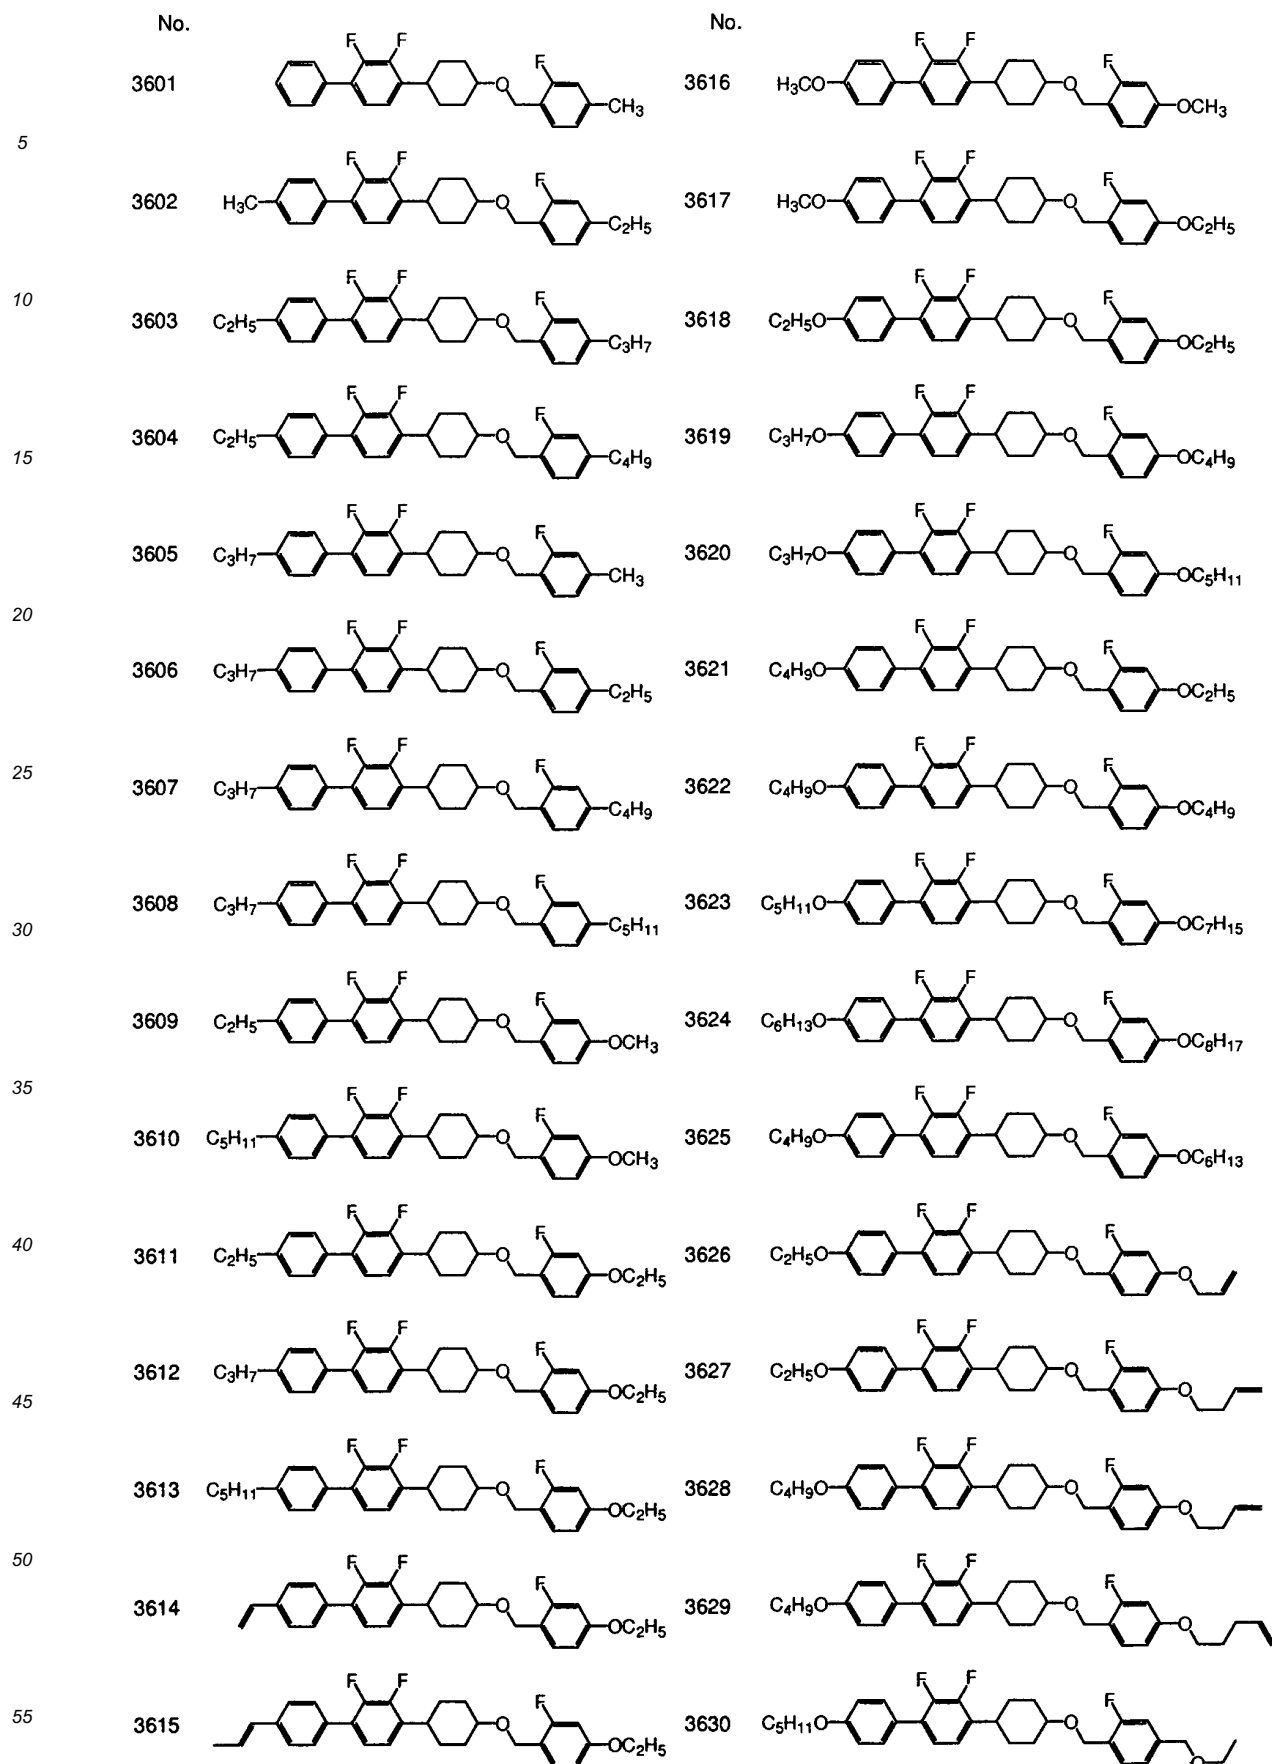 No.
3601 F F O F CH3
5
3602 H3C F F O F C2H5
10
3603 C2H5 F F O F C3H7
3604 C2H5 F F O F C4H9
15
3605 C3H7 F F O F CH3
20
3606 C3H7 F F O F C2H5
25
3607 C3H7 F F O F C4H9
3608 C3H7 F F O F C5H11
30
3609 C2H5 F F O F OCH3
35
3610 C5H11 F F O F OCH3
40
3611 C2H5 F F O F OC2H5
3612 C3H7 F F O F OC2H5
45
3613 C5H11 F F O F OC2H5
50
3614 F F O F OC2H5
55
3615 F F O F OC2H5
No.
3616 H3CO F F O F OCH3
3617 H3CO F F O F OC2H5
3618 C2H5O F F O F OC2H5
3619 C3H7O F F O F OC4H9
3620 C3H7O F F O F OC5H11
3621 C4H9O F F O F OC2H5
3622 C4H9O F F O F OC4H9
3623 C5H11O F F O F OC7H15
3624 C6H13O F F O F OC8H17
3625 C4H9O F F O F OC6H13
3626 C2H5O F F O F O
3627 C2H5O F F O F O
3628 C4H9O F F O F O
3629 C4H9O F F O F O
3630 C5H11O F F O F O